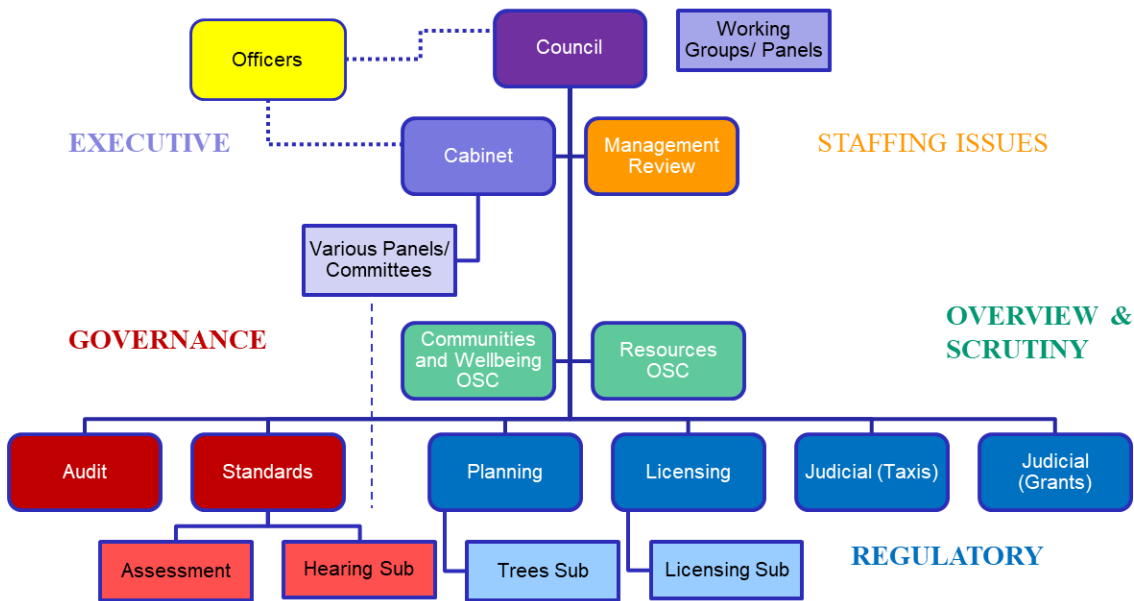 Officers
Council
Working
Groups/ Panels
EXECUTIVE
Cabinet
Management
Review
STAFFING ISSUES
Various Panels/
Committees
GOVERNANCE
Communities
and Wellbeing
OSC
Resources
OSC
OVERVIEW &
SCRUTINY
Audit
Standards
Planning
Licensing
Judicial (Taxis)
Judicial
(Grants)
Assessment
Hearing Sub
Trees Sub
Licensing Sub
REGULATORY